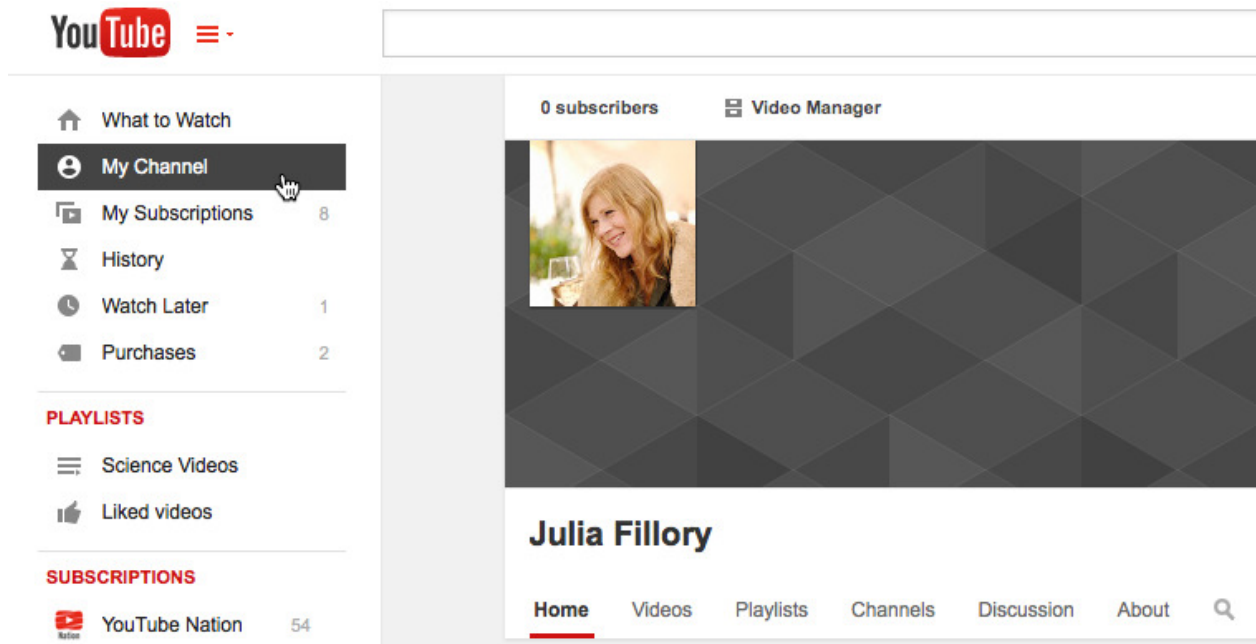 YouTube
What to Watch
My Channel
My Subscriptions 8
History
Watch Later 1
Purchases 2
PLAYLISTS
Science Videos
Liked videos
SUBSCRIPTIONS
Nation
YouTube Nation 54
0 subscribers Video Manager
Julia Fillory
Home Videos Playlists Channels Discussion About